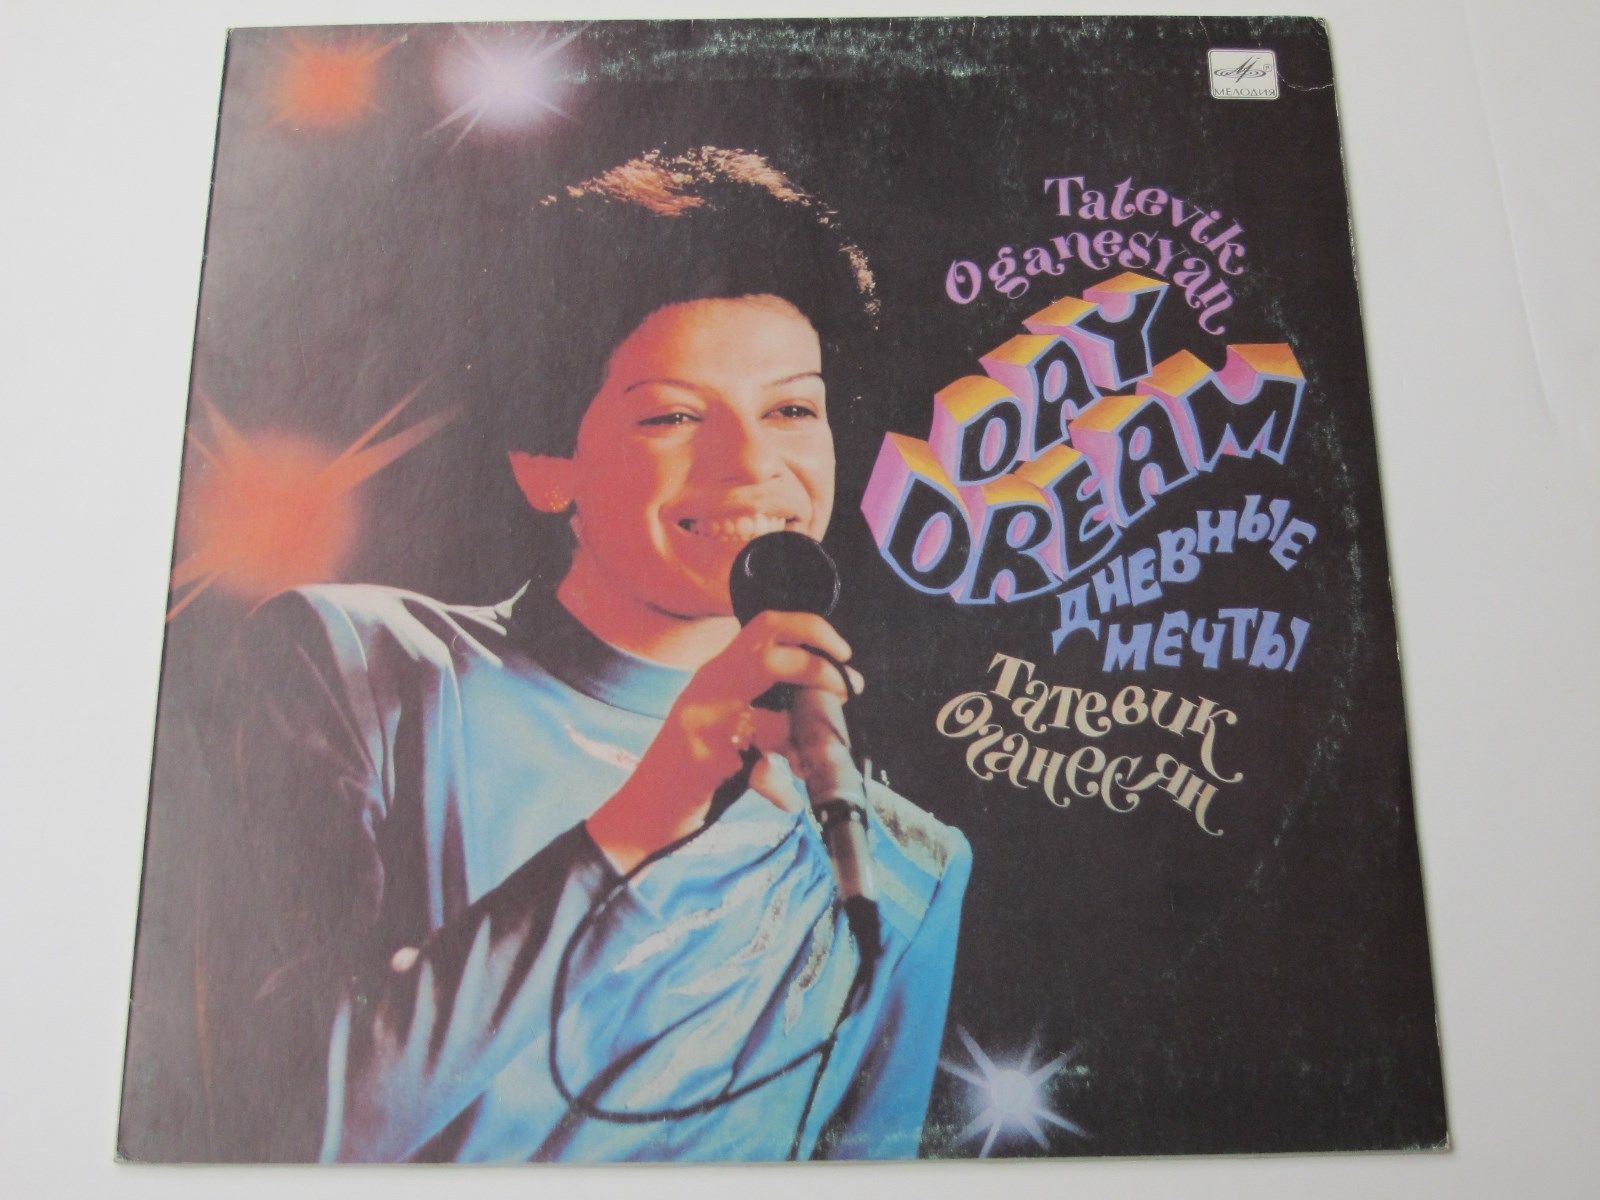 МЕЛОДИЯ
Tatevik
Oganesyan
DAY
DREAM
ДНЕВНЫЕ
МЕЧТЫ
Татевик
Оганесян